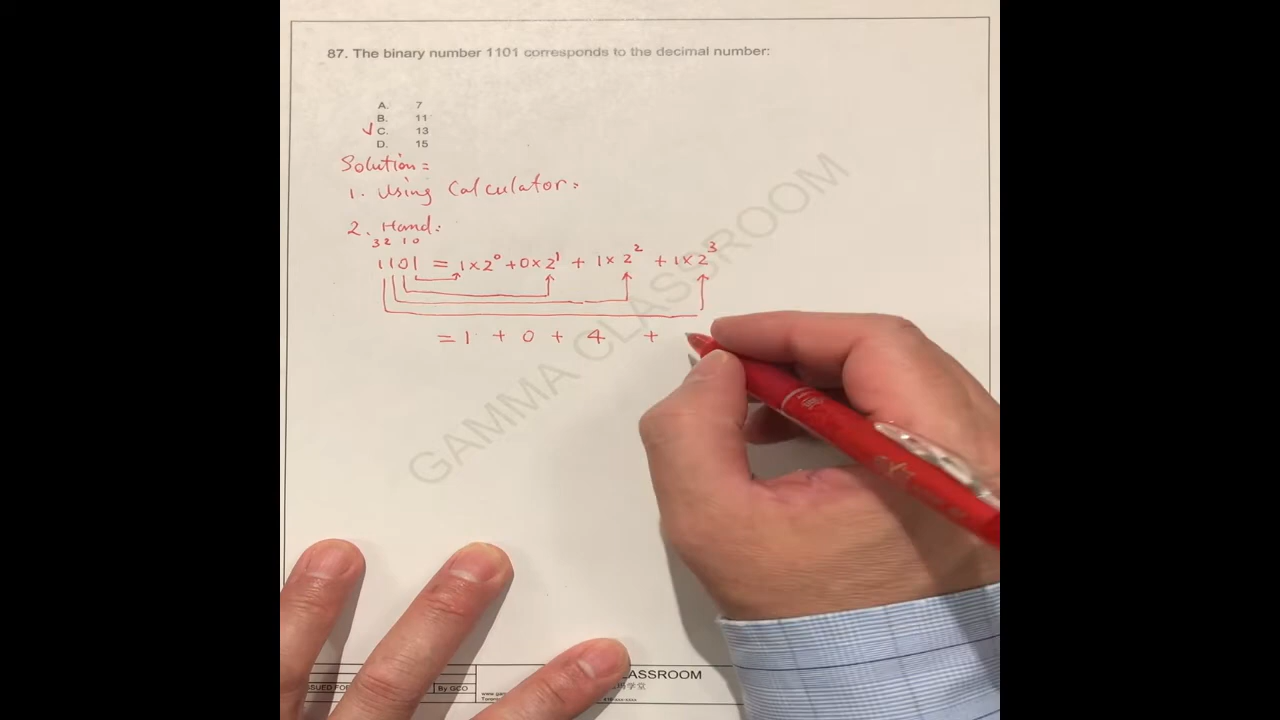 87. The binary number 1101 corresponds to the decimal number:
A. 7
B. 11
✓ C. 13
D. 15
Solution:
1. Using Calculator:
2. Hand:
3 2 1 0
1101 = 1×2⁰ + 0×2¹ + 1×2² + 1×2³
= 1 + 0 + 4 +
GAMMA CLASSROOM
By GCO